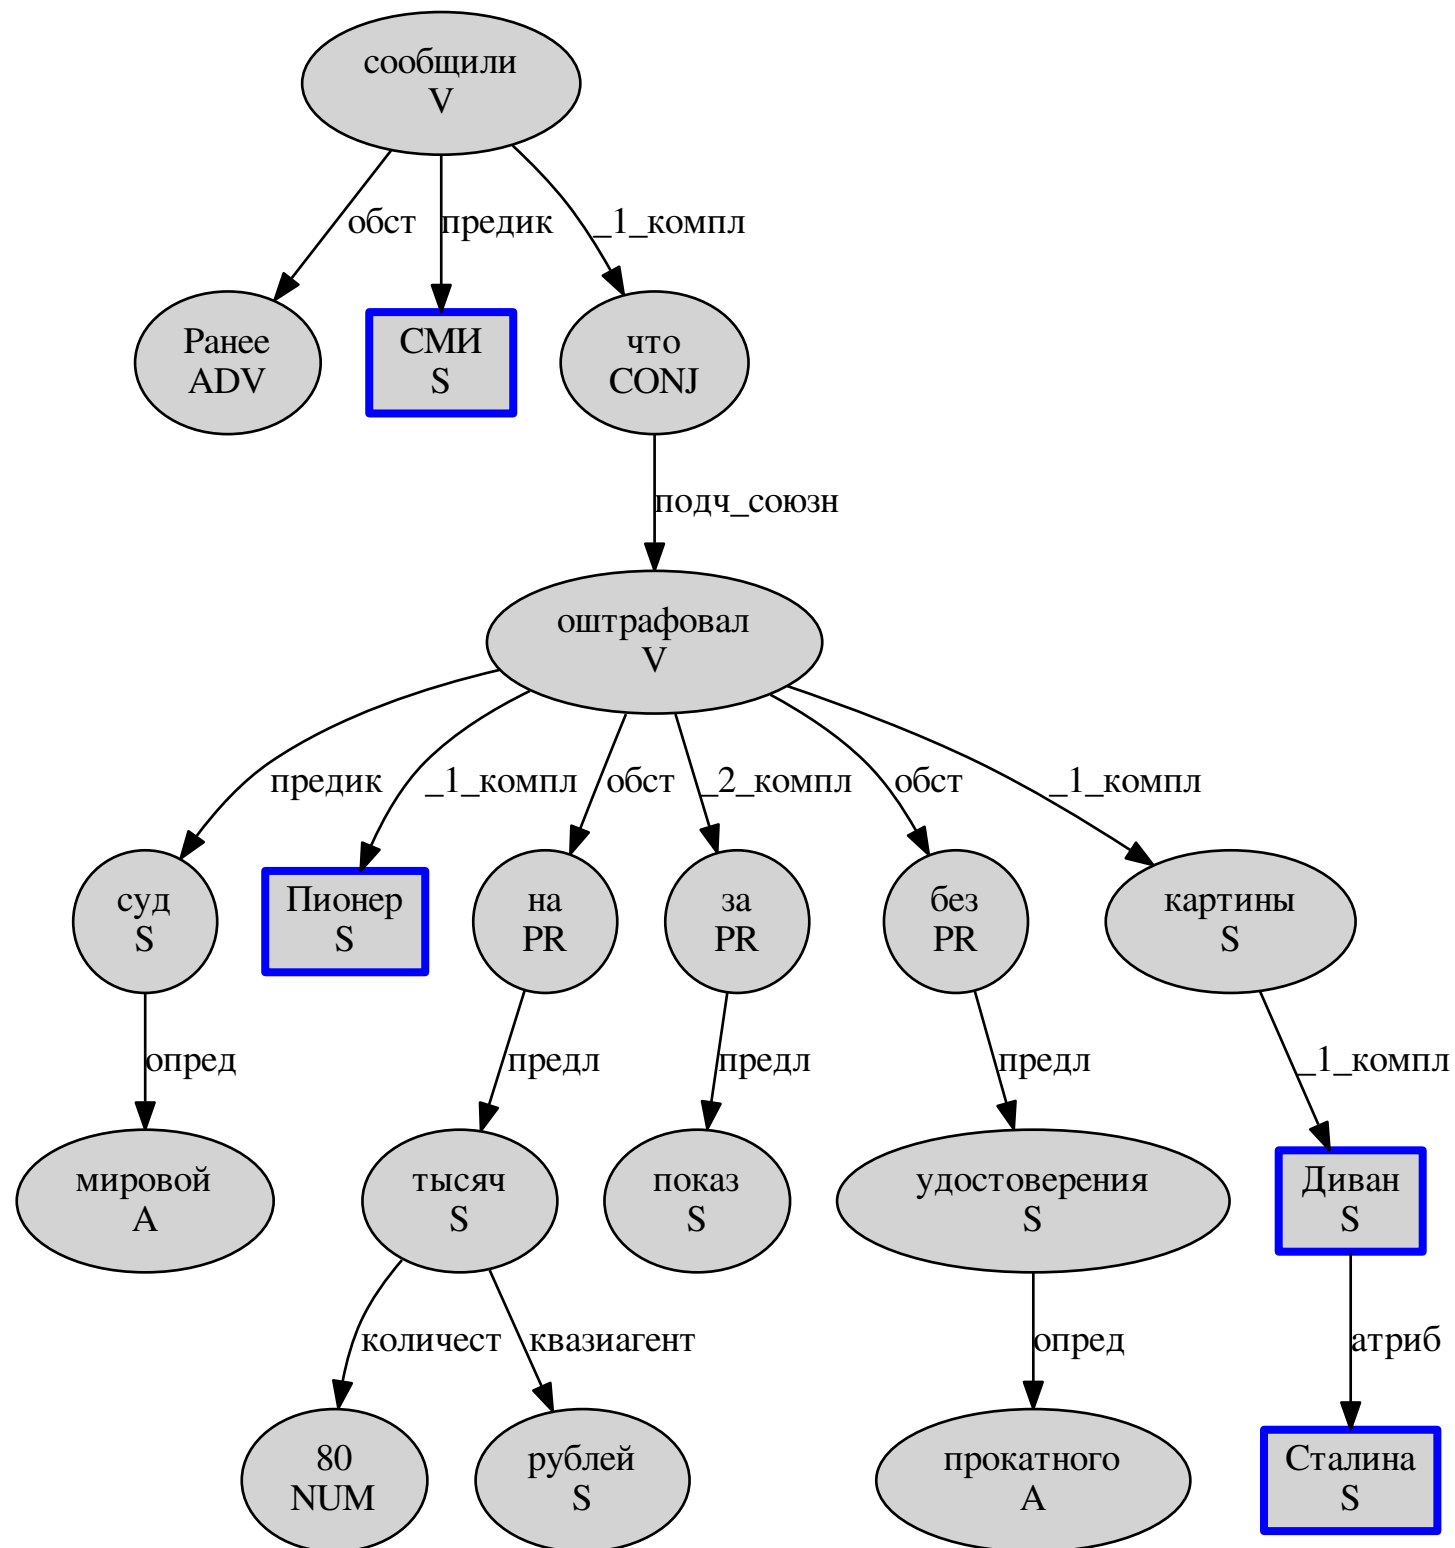 сообщили
V
обст
предик
_1_компл
Ранее
ADV
СМИ
S
что
CONJ
подч_союзн
оштрафовал
V
предик
_1_компл
обст
_2_компл
обст
_1_компл
суд
S
Пионер
S
на
PR
за
PR
без
PR
картины
S
опред
предл
предл
предл
_1_компл
мировой
A
тысяч
S
показ
S
удостоверения
S
Диван
S
количест
квазиагент
опред
атриб
80
NUM
рублей
S
прокатного
A
Сталина
S